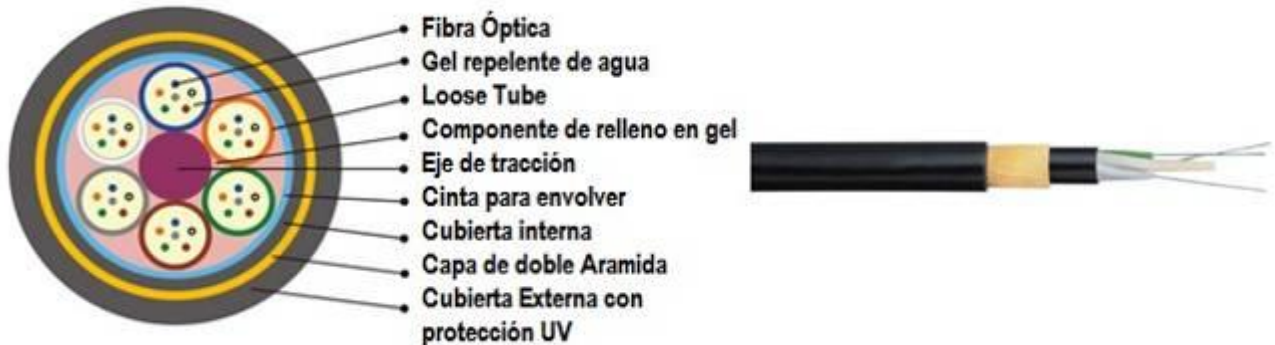 Fibra Óptica
Gel repelente de agua
Loose Tube
Componente de relleno en gel
Eje de tracción
Cinta para envolver
Cubierta interna
Capa de doble Aramida
Cubierta Externa con
protección UV